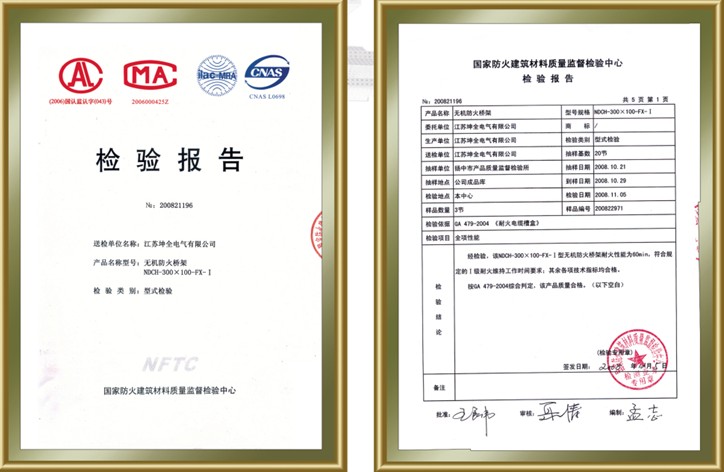 CAL
MA
ilac-MRA
CNAS
(2006)国认监认字(043)号
2006000425Z
CNAS L0698
检验报告
№: 200821196
送检单位名称: 江苏坤全电气有限公司
产品名称型号: 无机防火桥架
NDCH-300×100-FX-Ⅰ
检 验 类 别: 型式检验
NFTC
国家防火建筑材料质量监督检验中心
国家防火建筑材料质量监督检验中心
检 验 报 告
№: 200821196 共 5 页 第 1 页
产品名称 无机防火桥架 型号规格 NDCH-300×100-FX-Ⅰ
委托单位 江苏坤全电气有限公司 商 标 /
生产单位 江苏坤全电气有限公司 检验类别 型式检验
送检单位 江苏坤全电气有限公司 抽样基数 20节
抽样单位 扬中市产品质量监督检验所 抽样日期 2008.10.21
抽样地点 公司成品库 到样日期 2008.10.29
检验地点 本中心 检验日期 2008.11.05
样品数量 3节 样品编号 200822971
检验依据 GA 479-2004 《耐火电缆槽盒》
检验项目 全项性能
检验结论
经检验, 该NDCH-300×100-FX-Ⅰ型无机防火桥架耐火性能为60min, 符合规
定的Ⅰ级耐火维持工作时间要求; 其余各项技术指标均合格。
按GA 479-2004综合判定, 该产品质量合格。(以下空白)
(检验专用章)
签发日期:
备注
批准: 审核: 编制: 孟志